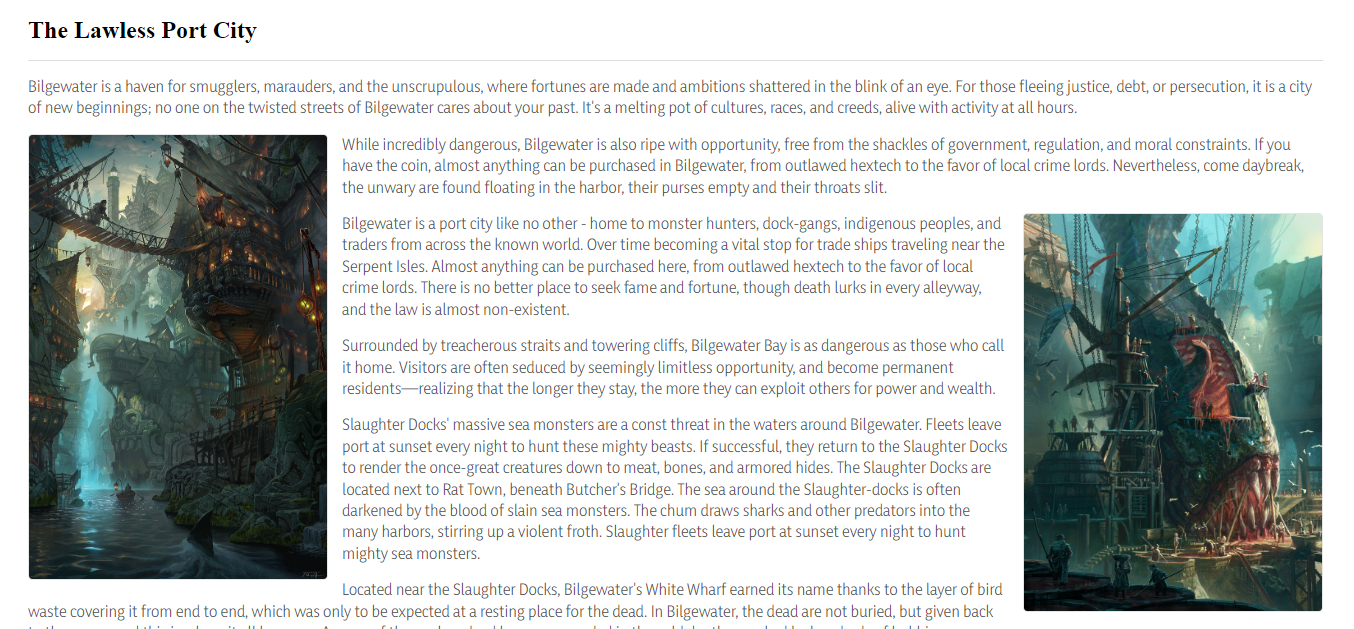 The Lawless Port City
Bilgewater is a haven for smugglers, marauders, and the unscrupulous, where fortunes are made and ambitions shattered in the blink of an eye. For those fleeing justice, debt, or persecution, it is a city
of new beginnings; no one on the twisted streets of Bilgewater cares about your past. It's a melting pot of cultures, races, and creeds, alive with activity at all hours.
While incredibly dangerous, Bilgewater is also ripe with opportunity, free from the shackles of government, regulation, and moral constraints. If you
have the coin, almost anything can be purchased in Bilgewater, from outlawed hextech to the favor of local crime lords. Nevertheless, come daybreak,
the unwary are found floating in the harbor, their purses empty and their throats slit.
Bilgewater is a port city like no other - home to monster hunters, dock-gangs, indigenous peoples, and
traders from across the known world. Over time becoming a vital stop for trade ships traveling near the
Serpent Isles. Almost anything can be purchased here, from outlawed hextech to the favor of local
crime lords. There is no better place to seek fame and fortune, though death lurks in every alleyway,
and the law is almost non-existent.
Surrounded by treacherous straits and towering cliffs, Bilgewater Bay is as dangerous as those who call
it home. Visitors are often seduced by seemingly limitless opportunity, and become permanent
residents—realizing that the longer they stay, the more they can exploit others for power and wealth.
Slaughter Docks' massive sea monsters are a const threat in the waters around Bilgewater. Fleets leave
port at sunset every night to hunt these mighty beasts. If successful, they return to the Slaughter Docks
to render the once-great creatures down to meat, bones, and armored hides. The Slaughter Docks are
located next to Rat Town, beneath Butcher's Bridge. The sea around the Slaughter-docks is often
darkened by the blood of slain sea monsters. The chum draws sharks and other predators into the
many harbors, stirring up a violent froth. Slaughter fleets leave port at sunset every night to hunt
mighty sea monsters.
Located near the Slaughter Docks, Bilgewater's White Wharf earned its name thanks to the layer of bird
waste covering it from end to end, which was only to be expected at a resting place for the dead. In Bilgewater, the dead are not buried, but given back